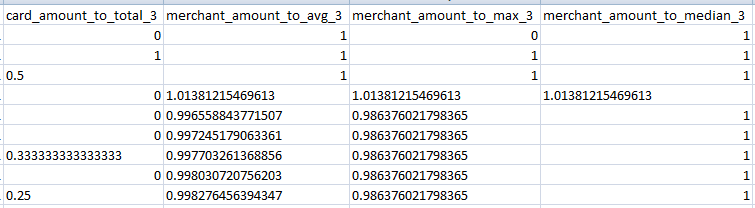 card_amount_to_total_3 merchant_amount_to_avg_3 merchant_amount_to_max_3 merchant_amount_to_median_3
0 1 0 1
1 1 1 1
0.5 1 1 1
0 1.01381215469613 1.01381215469613 1.01381215469613
0 0.996558843771507 0.986376021798365 1
0 0.997245179063361 0.986376021798365 1
0.333333333333333 0.997703261368856 0.986376021798365 1
0 0.998030720756203 0.986376021798365 1
0.25 0.998276456394347 0.986376021798365 1